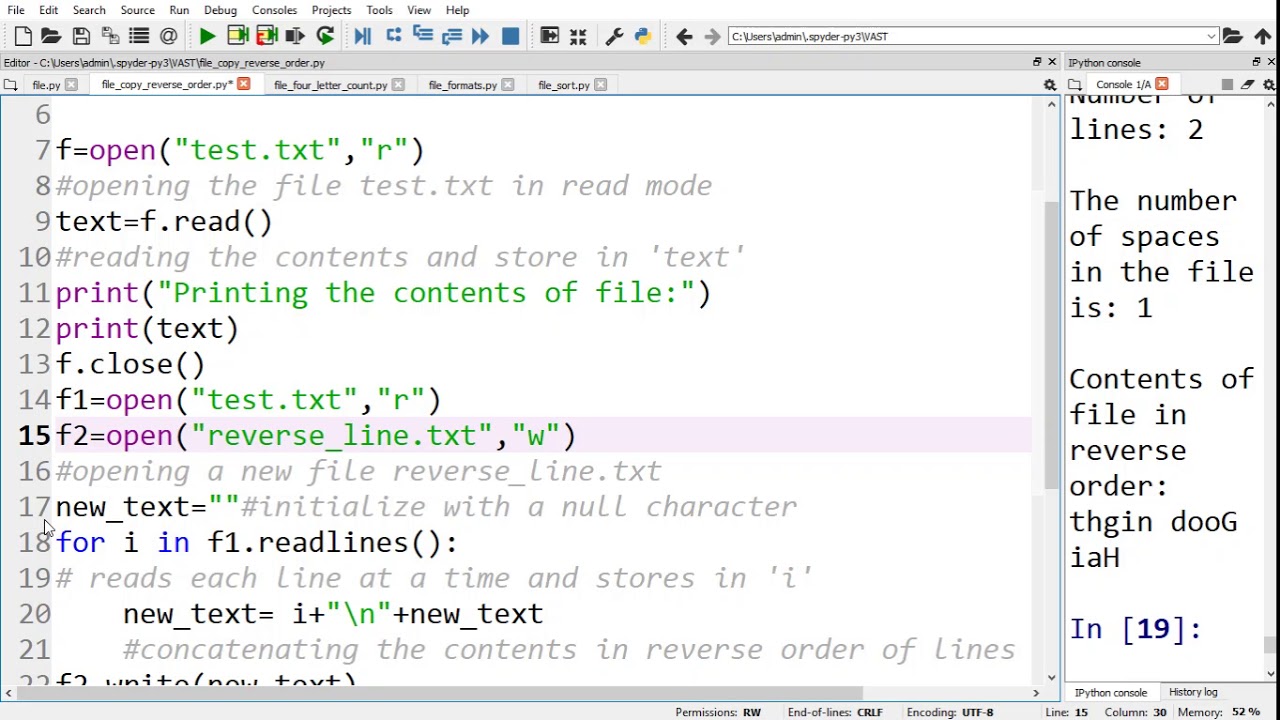 File Edit Search Source Run Debug Consoles Projects Tools View Help
C:\Users\admin\.spyder-py3\VAST
Editor - C:\Users\admin\.spyder-py3\VAST\file_copy_reverse_order.py
IPython console
file.py file_copy_reverse_order.py* file_four_letter_count.py file_formats.py file_sort.py
Console 1/A
6
7 f=open("test.txt","r")
8 #opening the file test.txt in read mode
9 text=f.read()
10 #reading the contents and store in 'text'
11 print("Printing the contents of file:")
12 print(text)
13 f.close()
14 f1=open("test.txt","r")
15 f2=open("reverse_line.txt","w")
16 #opening a new file reverse_line.txt
17 new_text=""#initialize with a null character
18 for i in f1.readlines():
19 # reads each line at a time and stores in 'i'
20 new_text= i+"\n"+new_text
21 #concatenating the contents in reverse order of lines
22 f2.write(new_text)
Number of
lines: 2
The number
of spaces
in the file
is: 1
Contents of
file in
reverse
order:
thgin dooG
iaH
In [19]:
IPython console History log
Permissions: RW End-of-lines: CRLF Encoding: UTF-8 Line: 15 Column: 30 Memory: 52 %